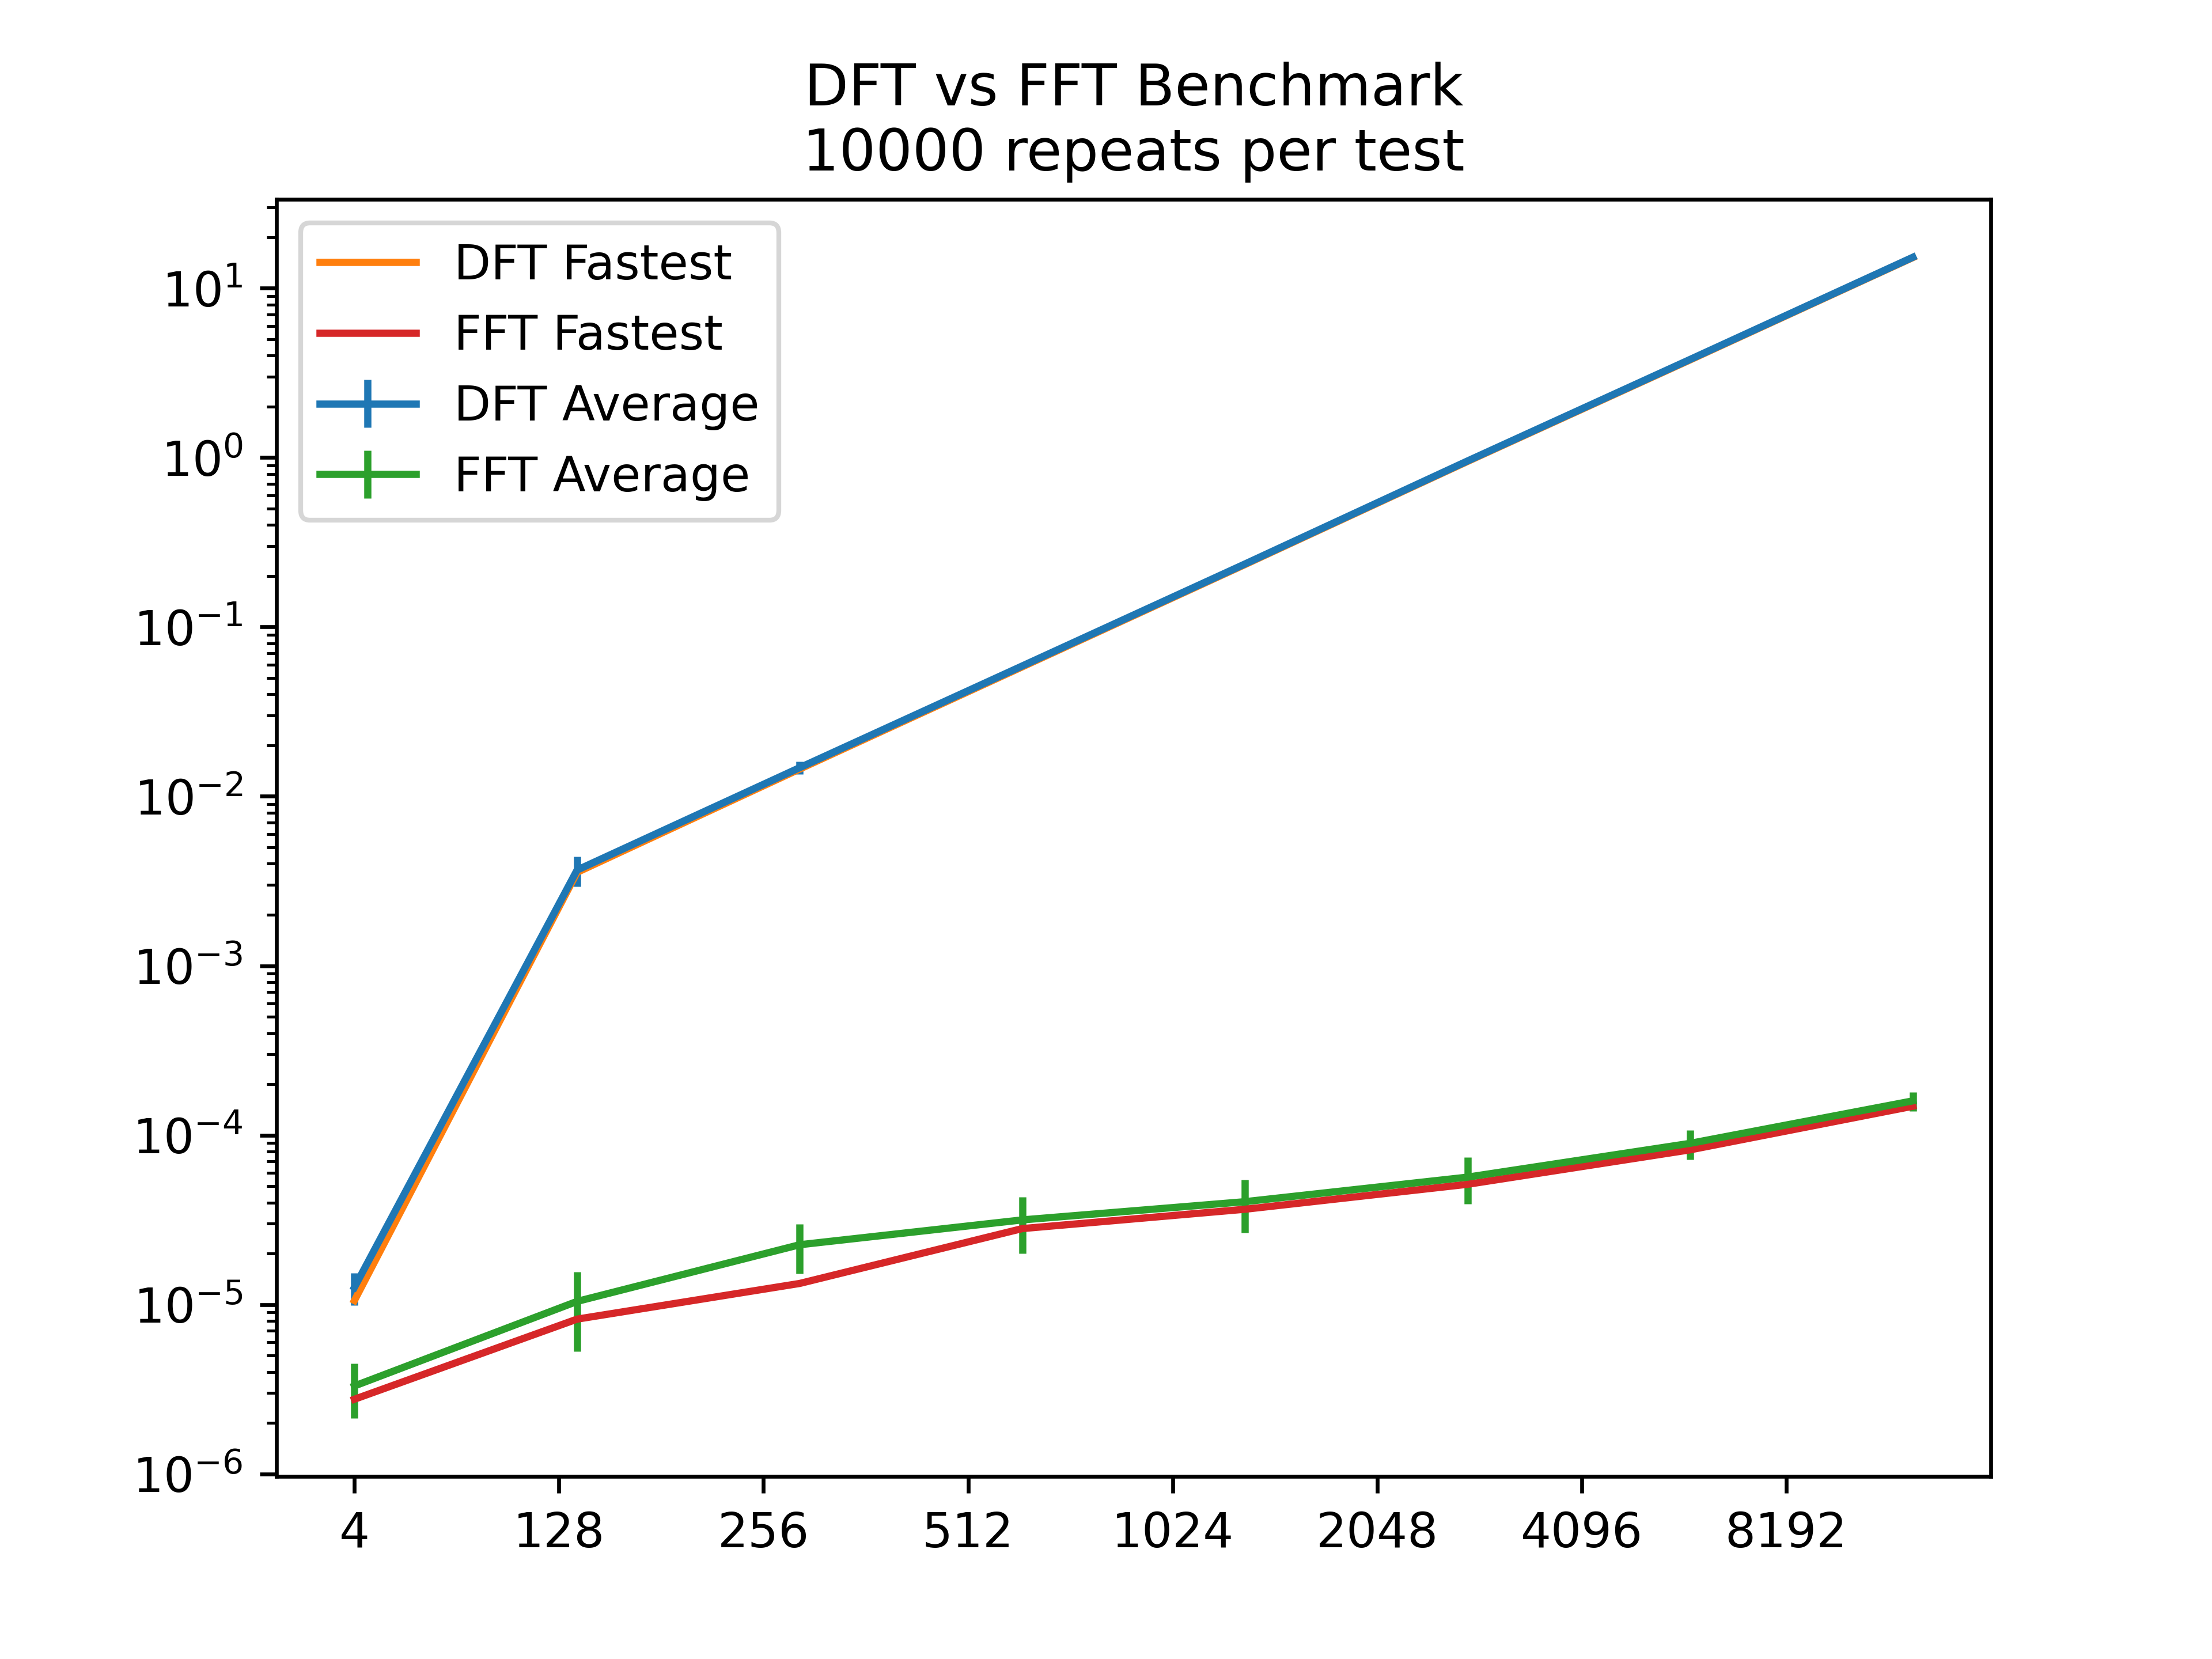 DFT vs FFT Benchmark
10000 repeats per test
DFT Fastest
FFT Fastest
DFT Average
FFT Average
10¹
10⁰
10⁻¹
10⁻²
10⁻³
10⁻⁴
10⁻⁵
10⁻⁶
4 128 256 512 1024 2048 4096 8192